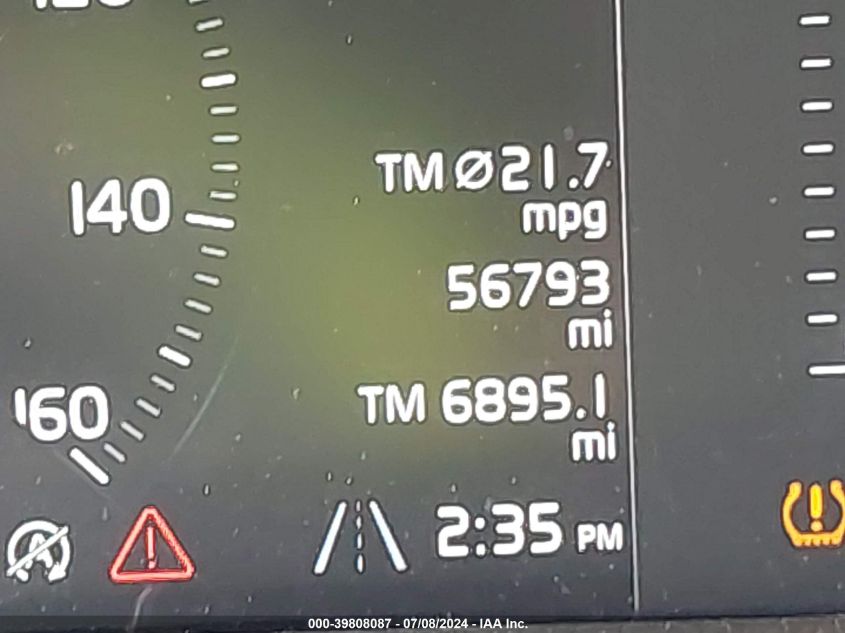 TM Ø 21.7
mpg
140
56793
mi
160
TM 6895.1
mi
2:35 PM
000-39808087 - 07/08/2024 - IAA Inc.